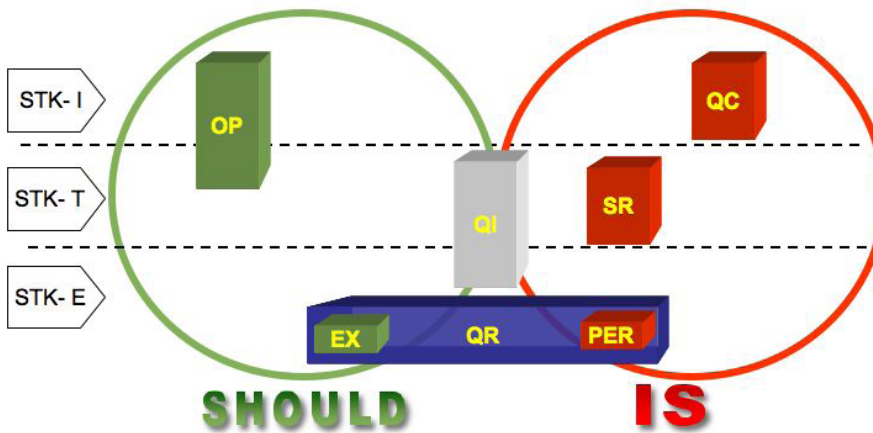 STK- I
OP
QC
STK- T
QI
SR
STK- E
EX
QR
PER
SHOULD
IS